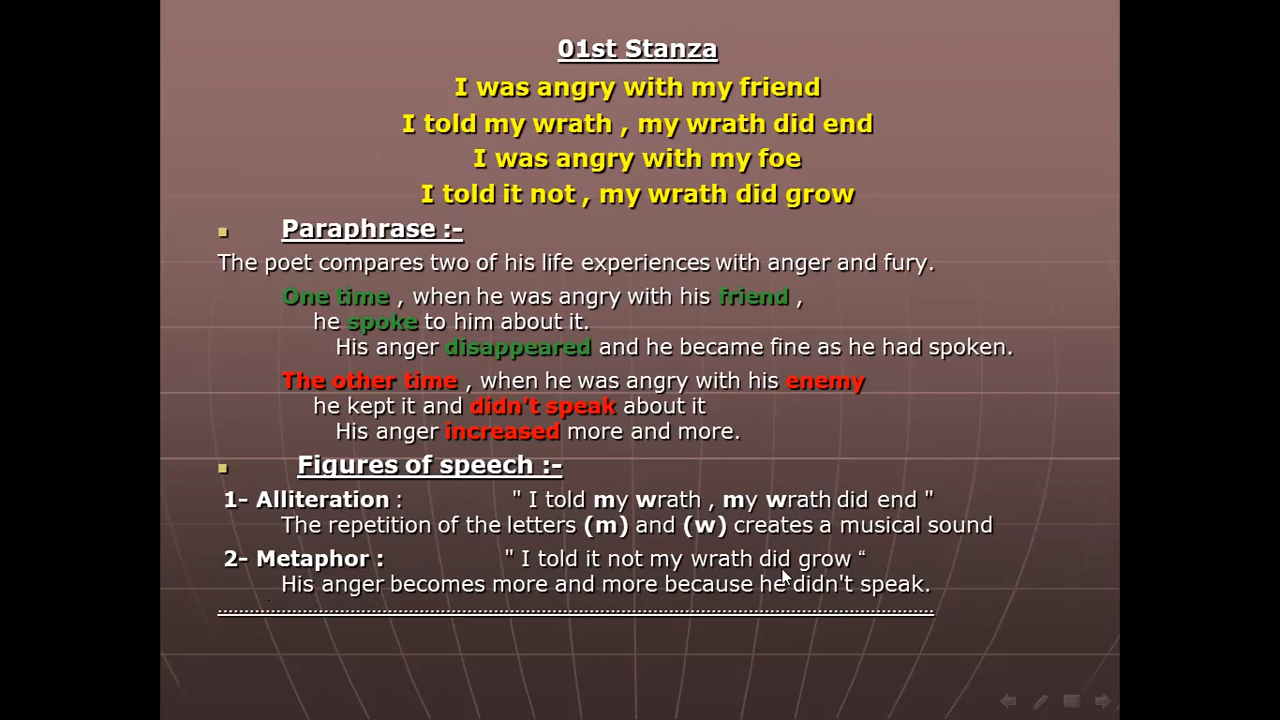 01st Stanza
I was angry with my friend
I told my wrath , my wrath did end
I was angry with my foe
I told it not , my wrath did grow
Paraphrase :-
The poet compares two of his life experiences with anger and fury.
One time , when he was angry with his friend ,
he spoke to him about it.
His anger disappeared and he became fine as he had spoken.
The other time , when he was angry with his enemy
he kept it and didn't speak about it
His anger increased more and more.
Figures of speech :-
1- Alliteration : " I told my wrath , my wrath did end "
The repetition of the letters (m) and (w) creates a musical sound
2- Metaphor : " I told it not my wrath did grow “
His anger becomes more and more because he didn't speak.